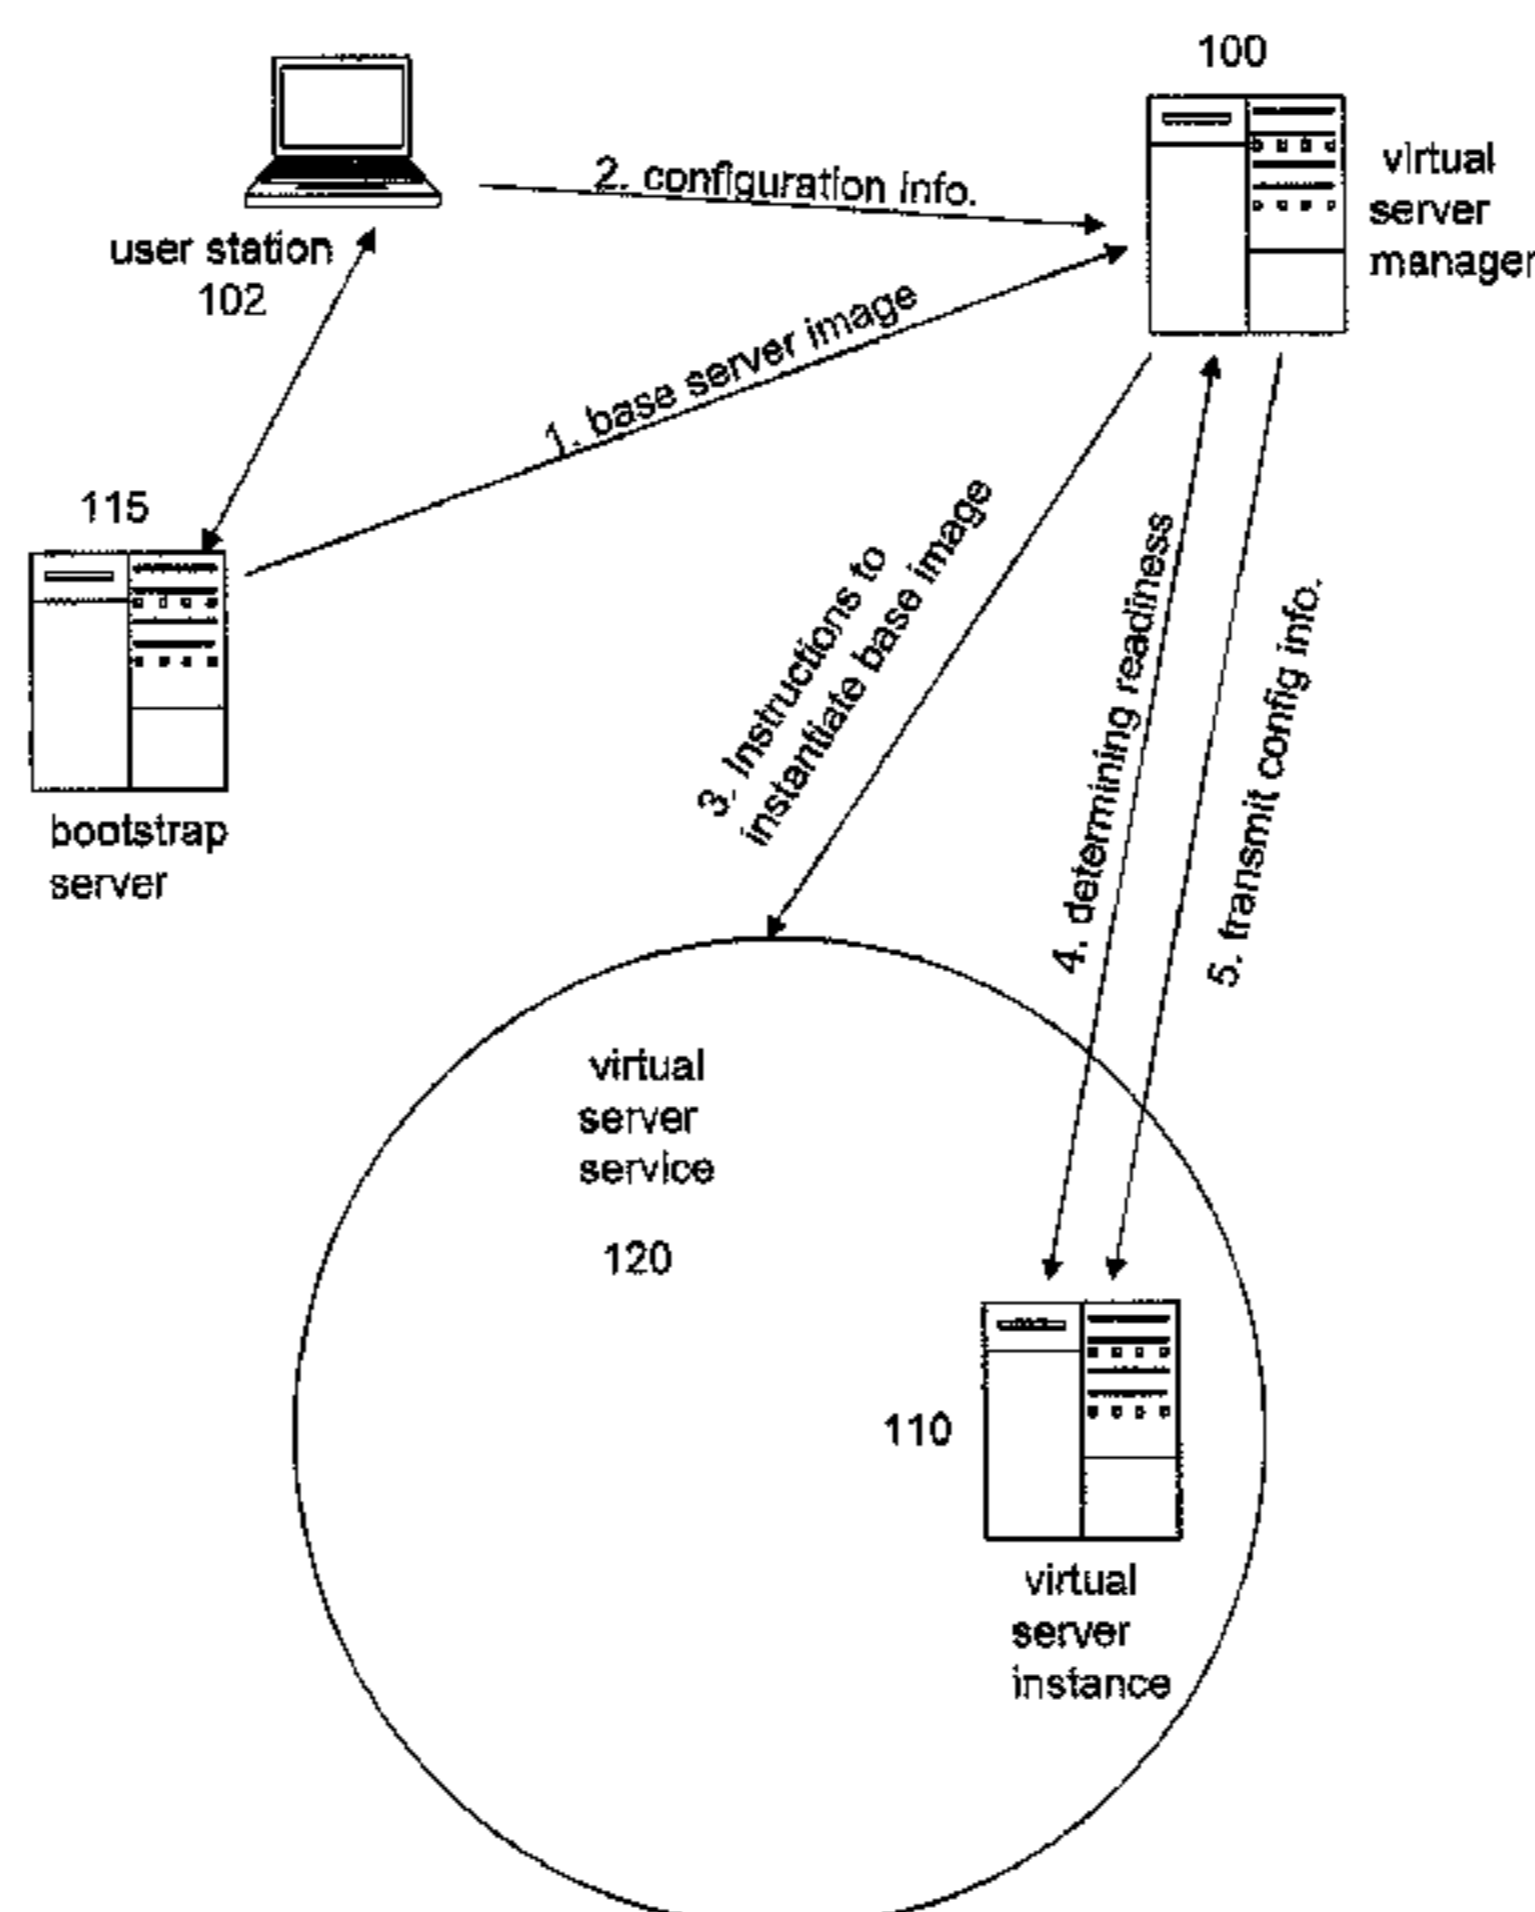 100
virtual
server
manager
2. configuration info.
user station
102
1. base server image
115
bootstrap
server
3. Instructions to
instantiate base image
4. determining readiness
5. transmit config info.
virtual
server
service
120
110
virtual
server
instance